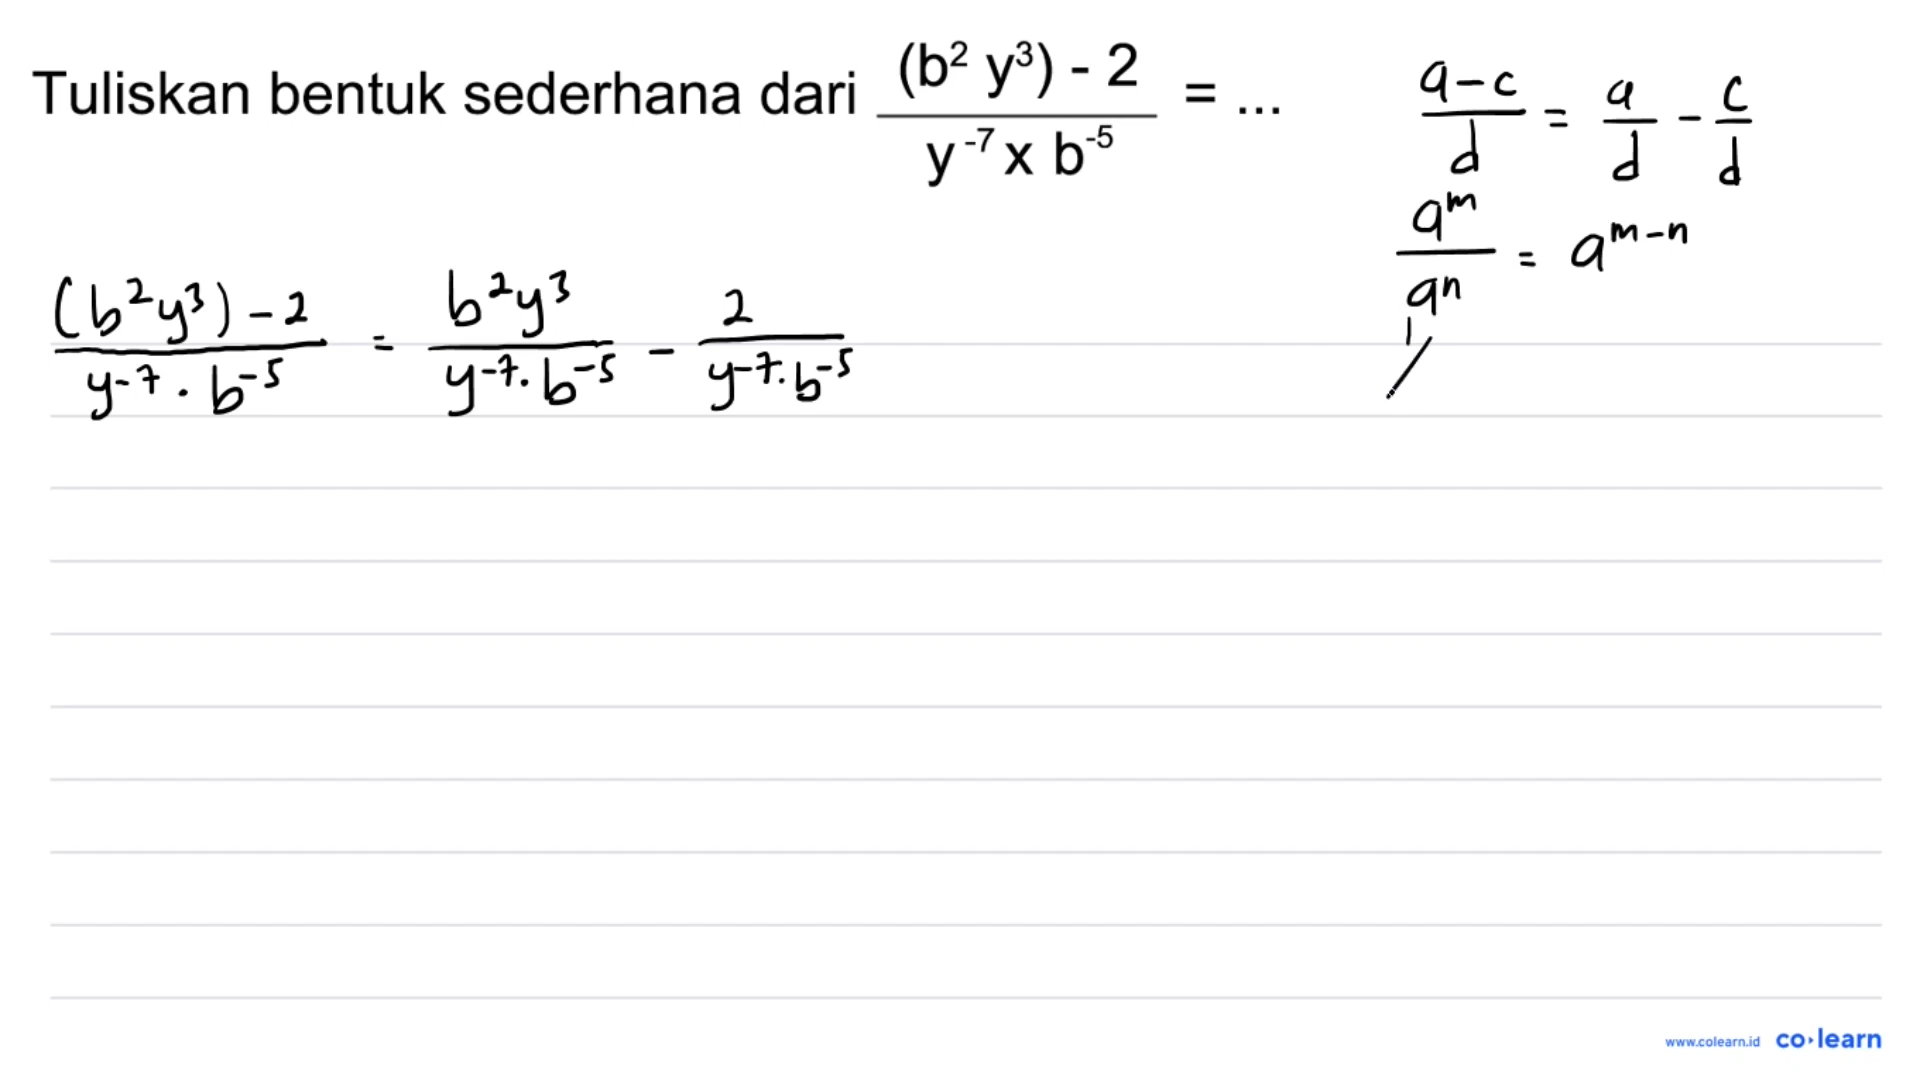 Tuliskan bentuk sederhana dari (b² y³) - 2 / y⁻⁷ x b⁻⁵ = ...
a - c / d = a / d - c / d
aᵐ / aⁿ = aᵐ⁻ⁿ
(b²y³) - 2 / y⁻⁷ . b⁻⁵ = b²y³ / y⁻⁷ . b⁻⁵ - 2 / y⁻⁷ . b⁻⁵
1 /
www.colearn.id co learn